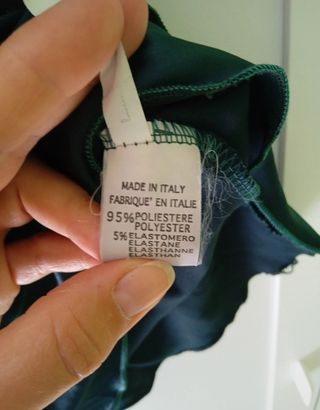 MADE IN ITALY
FABRIQUE' EN ITALIE
95% POLIESTERE
POLYESTER
5% ELASTOMERO
ELASTANE
ELASTHANNE
ELASTHAN